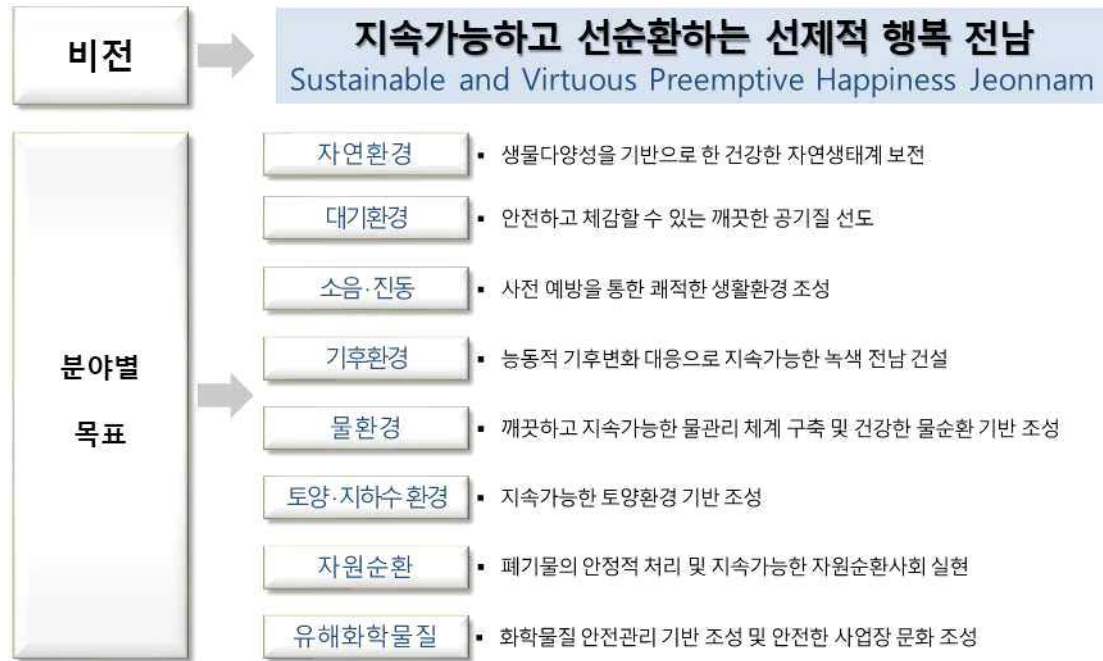 비전
지속가능하고 선순환하는 선제적 행복 전남
Sustainable and Virtuous Preemptive Happiness Jeonnam
분야별
목표
자연환경 ▪ 생물다양성을 기반으로 한 건강한 자연생태계 보전
대기환경 ▪ 안전하고 체감할 수 있는 깨끗한 공기질 선도
소음·진동 ▪ 사전 예방을 통한 쾌적한 생활환경 조성
기후환경 ▪ 능동적 기후변화 대응으로 지속가능한 녹색 전남 건설
물환경 ▪ 깨끗하고 지속가능한 물관리 체계 구축 및 건강한 물순환 기반 조성
토양·지하수 환경 ▪ 지속가능한 토양환경 기반 조성
자원순환 ▪ 폐기물의 안정적 처리 및 지속가능한 자원순환사회 실현
유해화학물질 ▪ 화학물질 안전관리 기반 조성 및 안전한 사업장 문화 조성